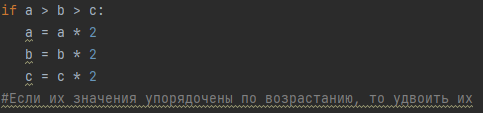 if a > b > c:
    a = a * 2
    b = b * 2
    c = c * 2
#Если их значения упорядочены по возрастанию, то удвоить их